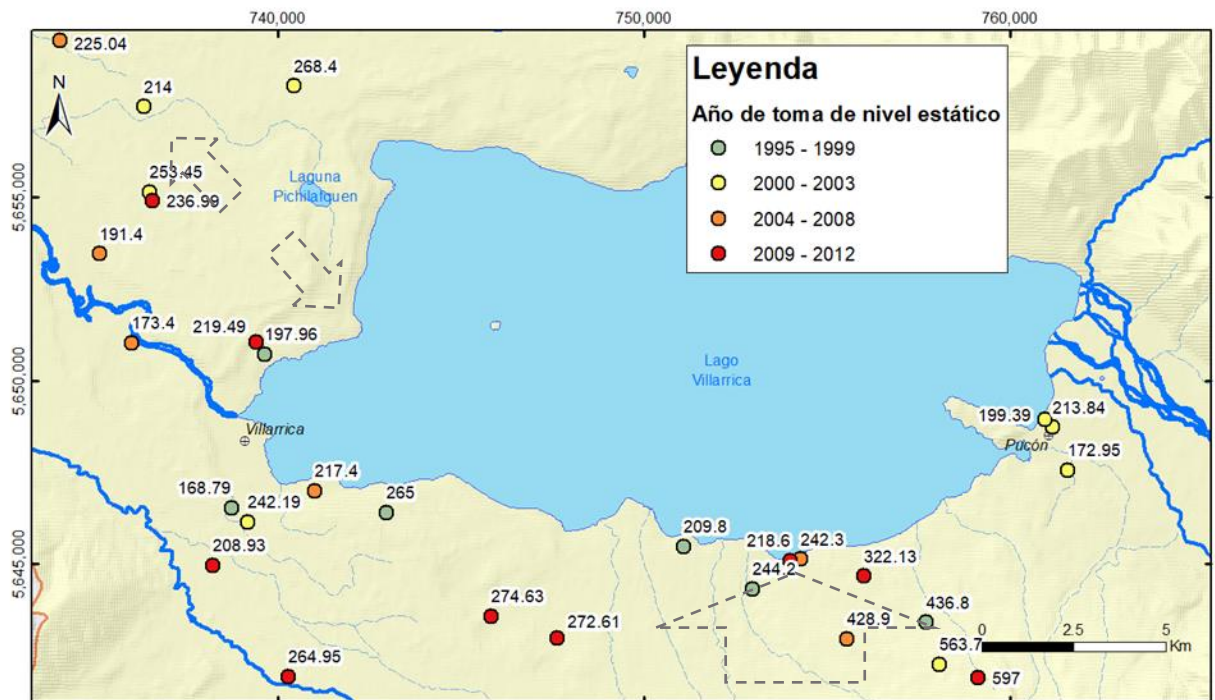 740,000
750,000
760,000
5,655,000
5,650,000
5,645,000
N
Leyenda
Año de toma de nivel estático
1995 - 1999
2000 - 2003
2004 - 2008
2009 - 2012
225.04
214
268.4
253.45
236.99
Laguna
Pichilafquen
191.4
173.4
219.49
197.96
Lago
Villarrica
Villarrica
199.39
213.84
Pucón
172.95
217.4
168.79
242.19
265
208.93
209.8
218.6
242.3
244.2
322.13
274.63
272.61
428.9
436.8
563.7
597
264.95
0
2.5
5
Km